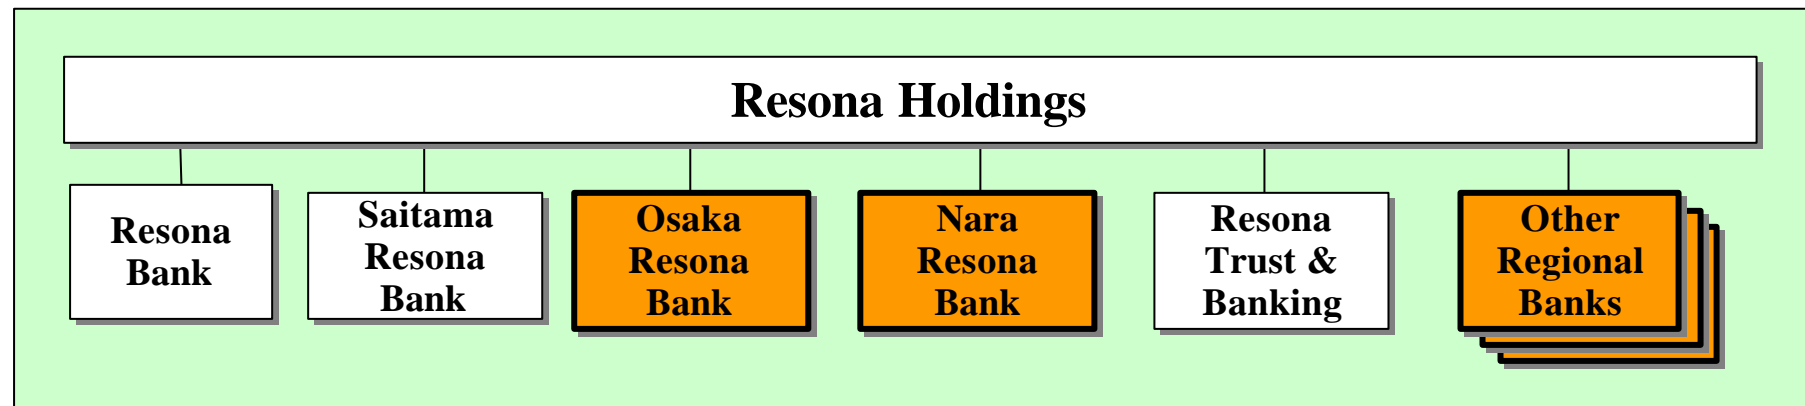 Resona Holdings
Resona
Bank
Saitama
Resona
Bank
Osaka
Resona
Bank
Nara
Resona
Bank
Resona
Trust &
Banking
Other
Regional
Banks